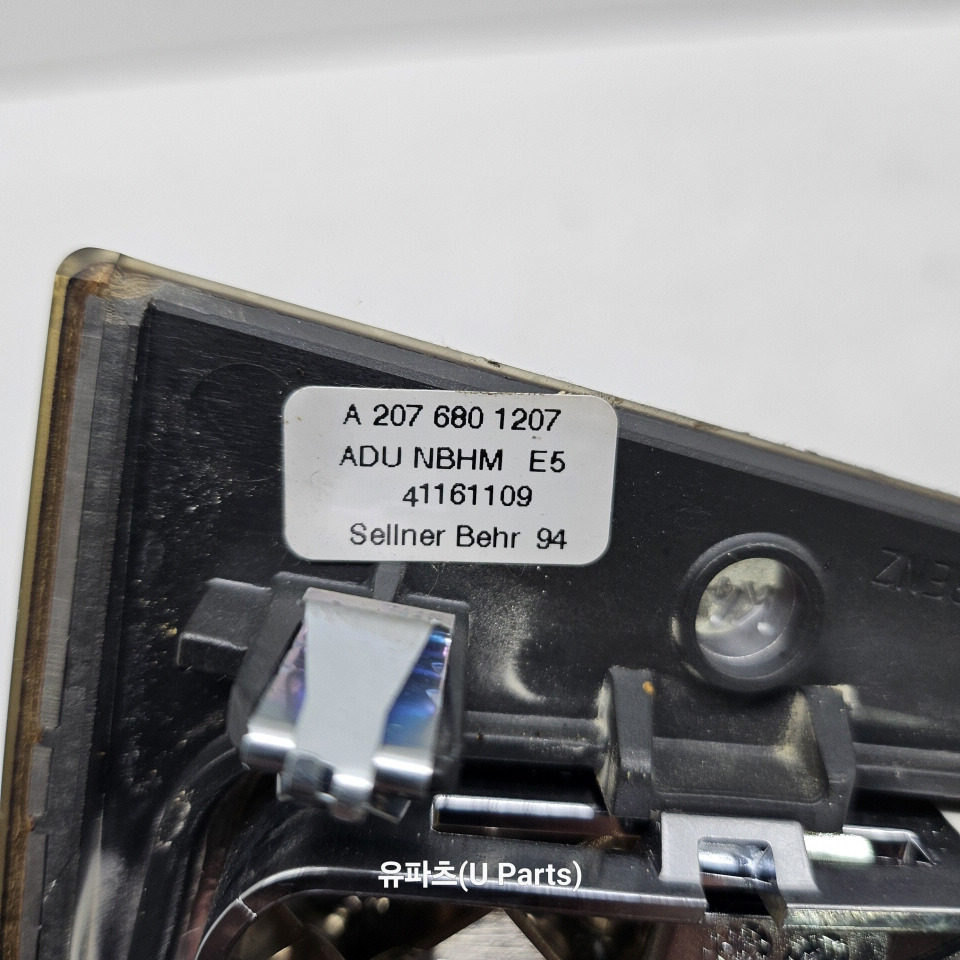 A 207 680 1207
ADU NBHM E5
41161109
Sellner Behr 94
유파츠(U Parts)